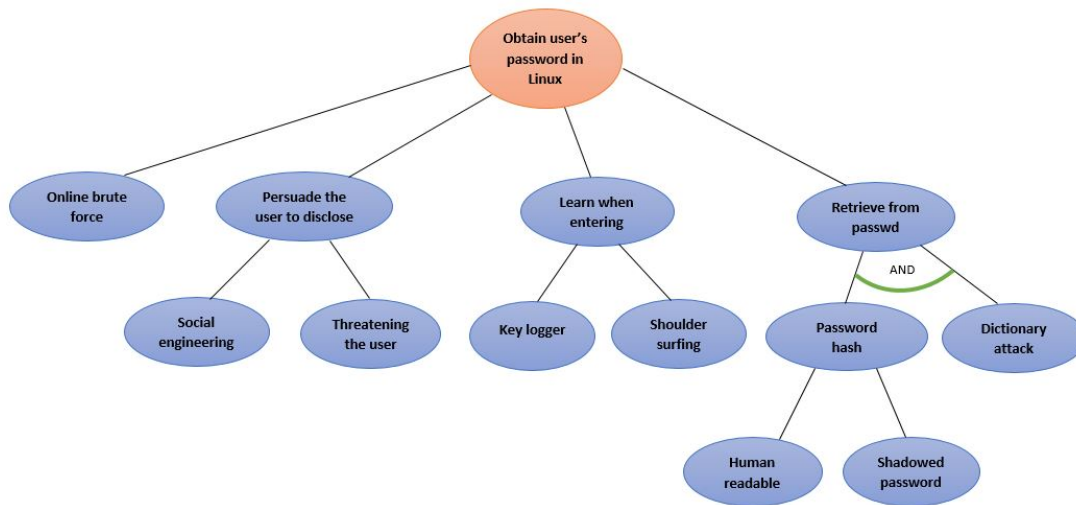 Obtain user's
password in
Linux
Online brute
force
Persuade the
user to disclose
Learn when
entering
Retrieve from
passwd
AND
Social
engineering
Threatening
the user
Key logger
Shoulder
surfing
Password
hash
Dictionary
attack
Human
readable
Shadowed
password